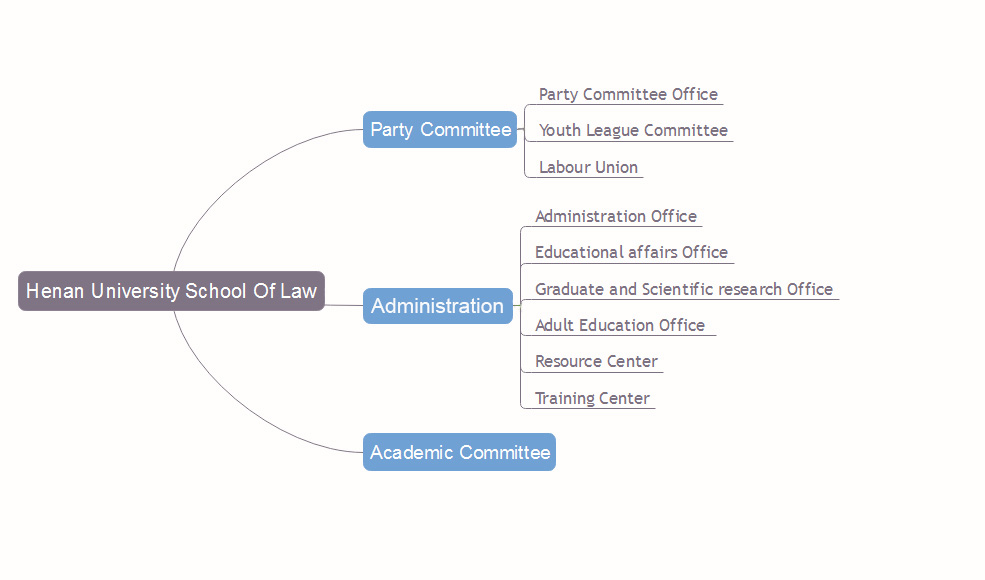 Henan University School Of Law
Party Committee
Party Committee Office
Youth League Committee
Labour Union
Administration
Administration Office
Educational affairs Office
Graduate and Scientific research Office
Adult Education Office
Resource Center
Training Center
Academic Committee